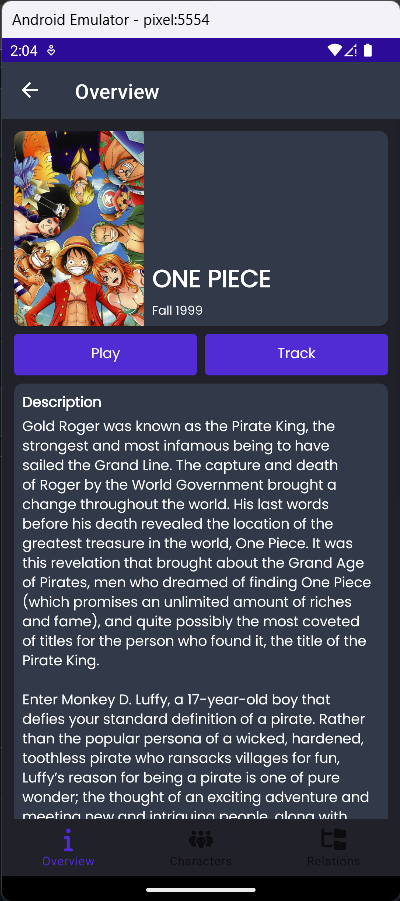 Android Emulator - pixel:5554
2:04
Overview
ONE PIECE
Fall 1999
Play
Track
Description
Gold Roger was known as the Pirate King, the
strongest and most infamous being to have
sailed the Grand Line. The capture and death
of Roger by the World Government brought a
change throughout the world. His last words
before his death revealed the location of the
greatest treasure in the world, One Piece. It was
this revelation that brought about the Grand Age
of Pirates, men who dreamed of finding One Piece
(which promises an unlimited amount of riches
and fame), and quite possibly the most coveted
of titles for the person who found it, the title of the
Pirate King.
Enter Monkey D. Luffy, a 17-year-old boy that
defies your standard definition of a pirate. Rather
than the popular persona of a wicked, hardened,
toothless pirate who ransacks villages for fun,
Luffy’s reason for being a pirate is one of pure
wonder; the thought of an exciting adventure and
meeting new and intriguing people, along with
Overview
Characters
Relations